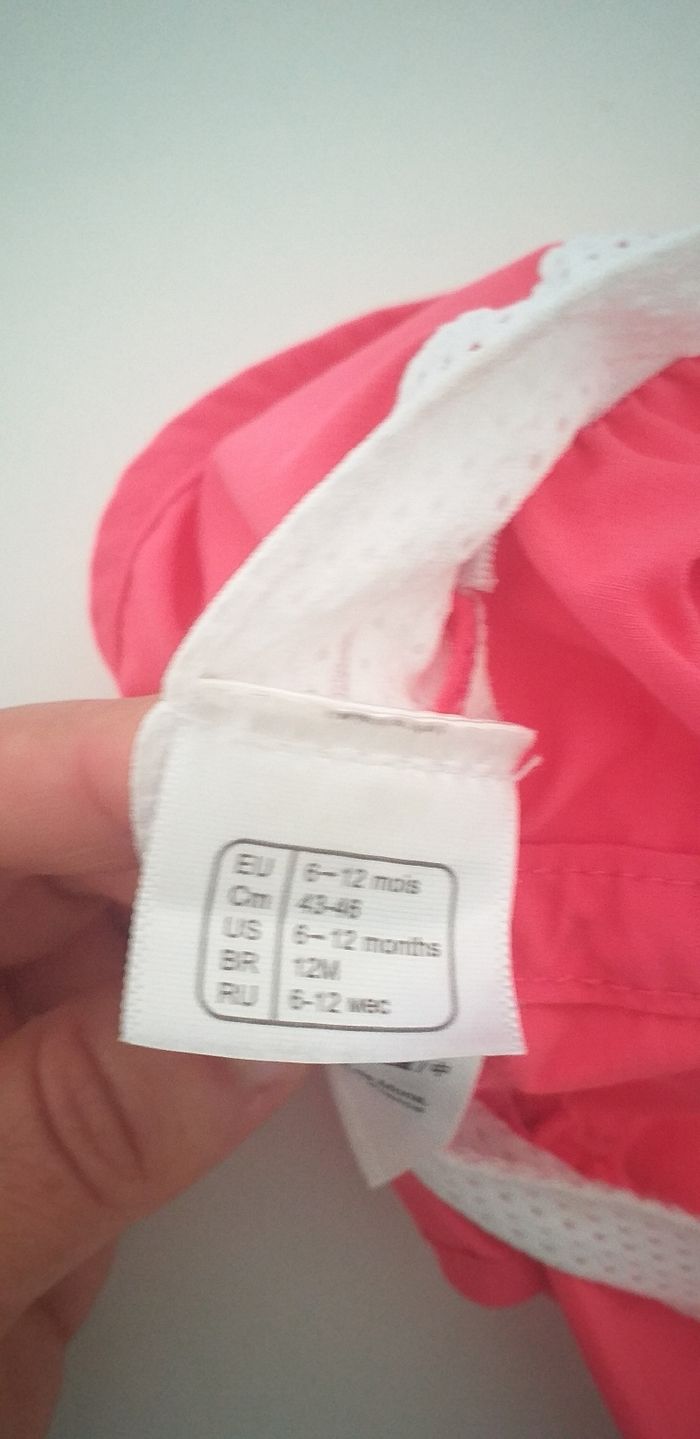 EU 6-12 mois
Cm 43-46
US 6-12 months
BR 12M
RU 6-12 мес